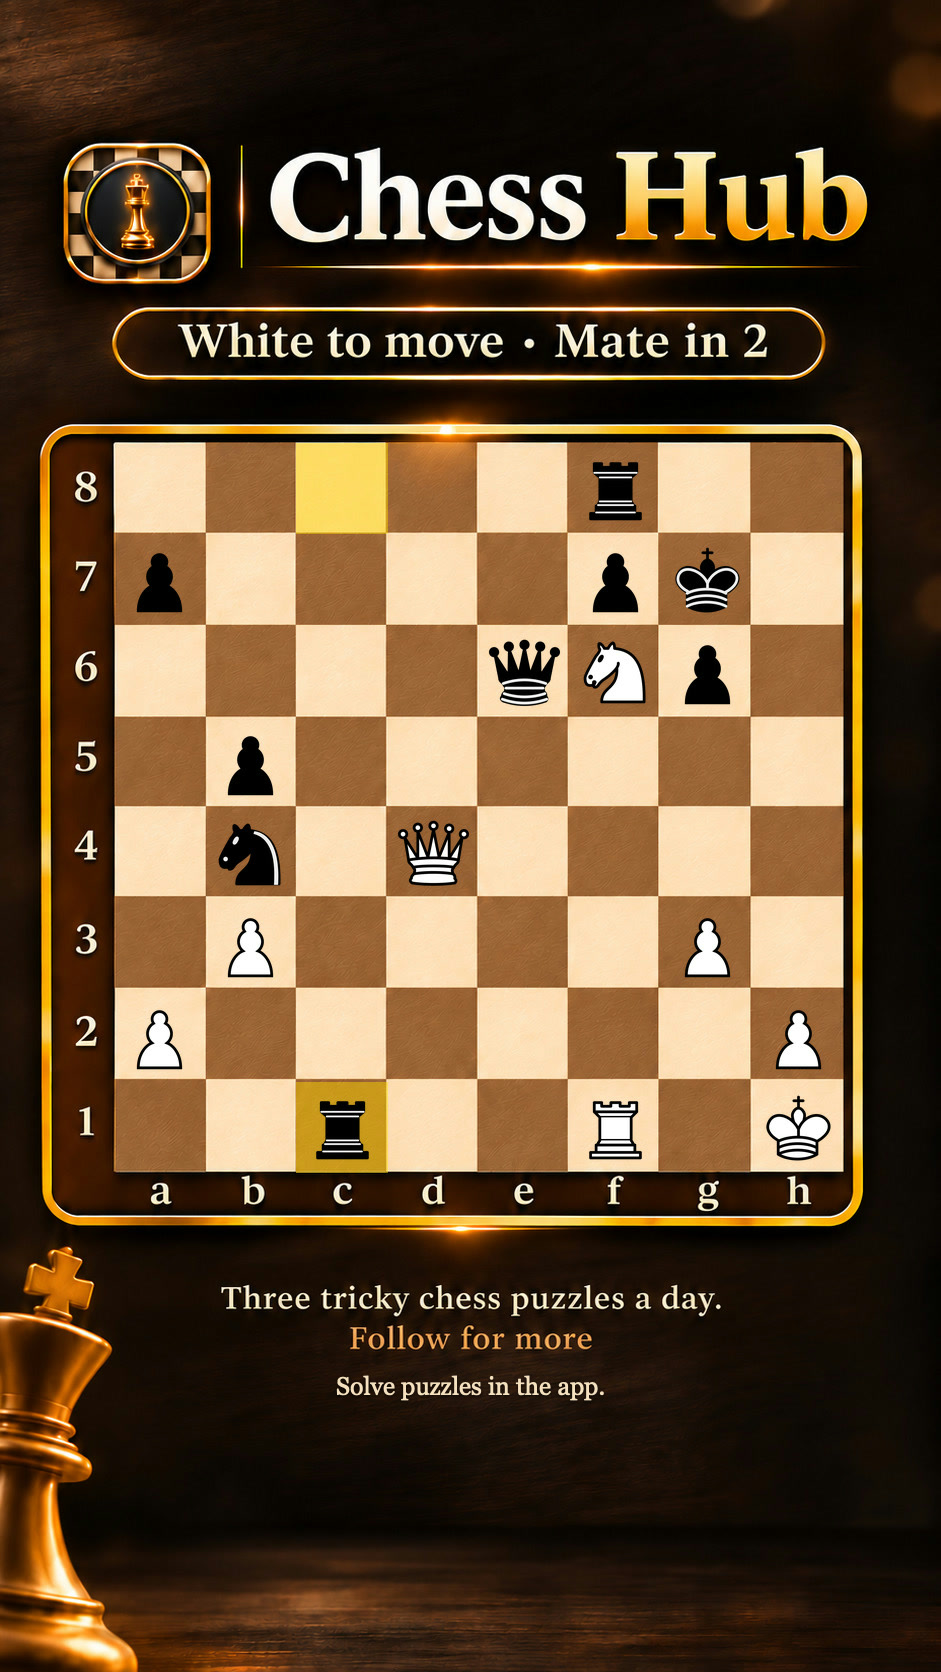 Chess Hub
White to move • Mate in 2
8
7
6
5
4
3
2
1
a b c d e f g h
Three tricky chess puzzles a day.
Follow for more
Solve puzzles in the app.